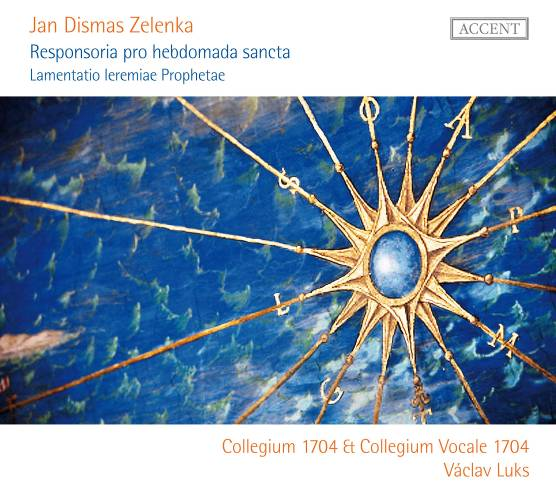 Jan Dismas Zelenka
ACCENT
Responsoria pro hebdomada sancta
Lamentatio Ieremiae Prophetae
S
O
A
P
L
M
G
Collegium 1704 & Collegium Vocale 1704
Václav Luks